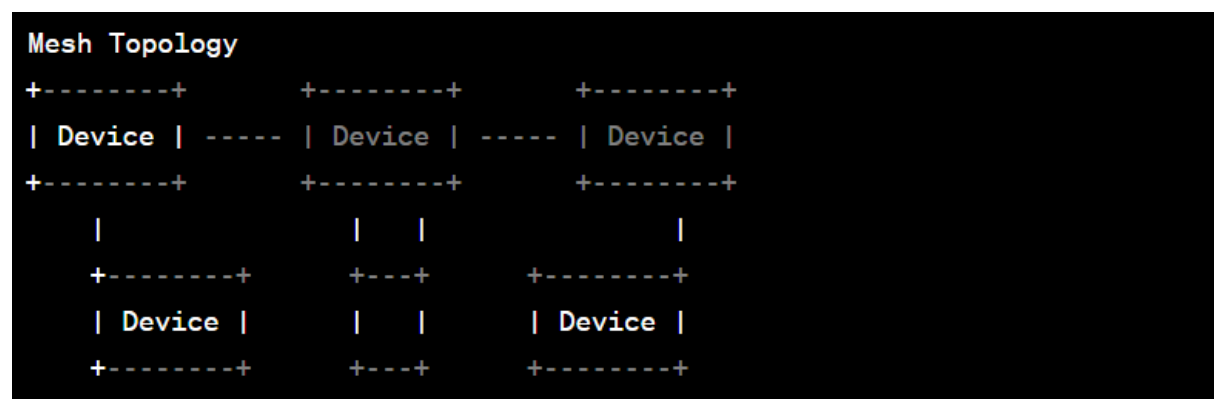 Mesh Topology
+--------+       +--------+       +--------+
| Device | ----- | Device | ----- | Device |
+--------+       +--------+       +--------+
    |                |   |                |
    +--------+      +---+      +--------+
    | Device |      |   |      | Device |
    +--------+      +---+      +--------+